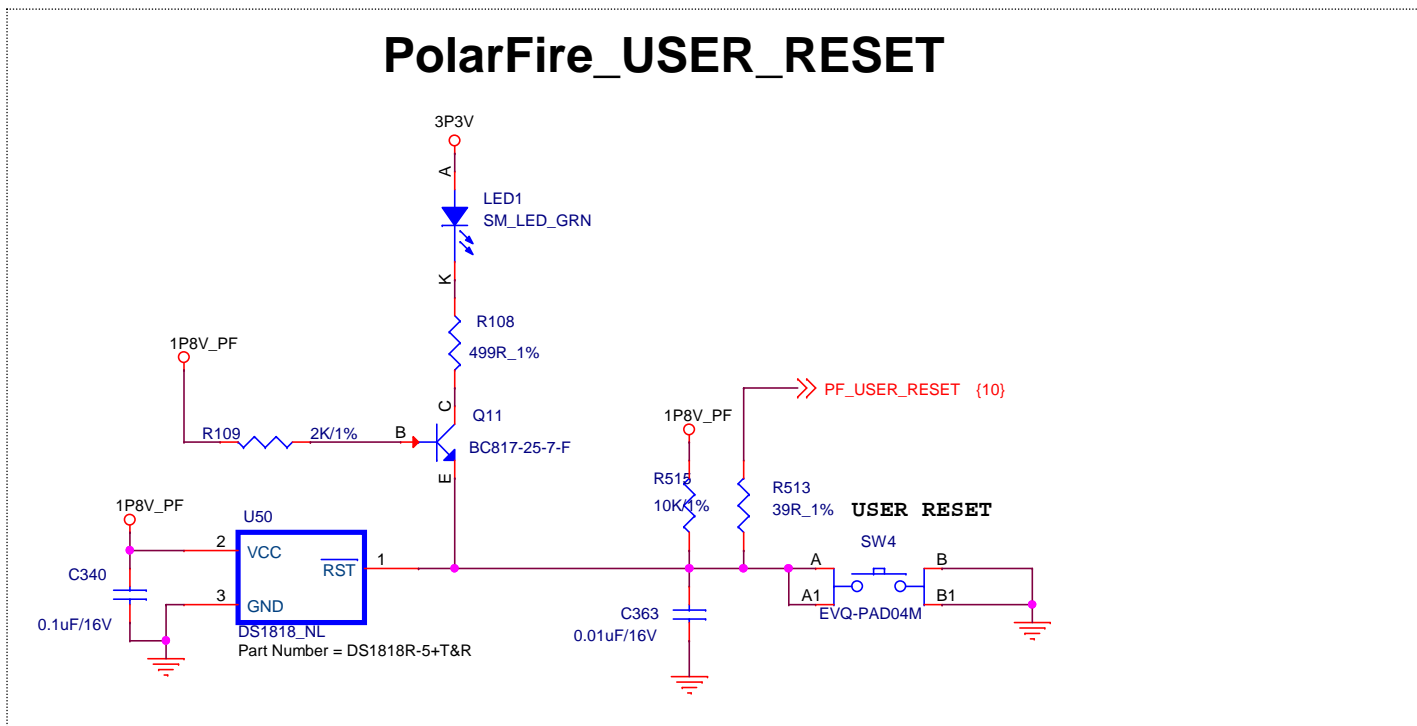 PolarFire_USER_RESET
3P3V
A
LED1
SM_LED_GRN
K
R108
499R_1%
1P8V_PF
C
Q11
BC817-25-7-F
R109
2K/1%
B
E
PF_USER_RESET {10}
1P8V_PF
R515
10K/1%
R513
39R_1%
USER RESET
SW4
1P8V_PF
U50
2
VCC
RST
1
A
B
C340
0.1uF/16V
3
GND
A1
B1
EVQ-PAD04M
C363
0.01uF/16V
DS1818_NL
Part Number = DS1818R-5+T&R